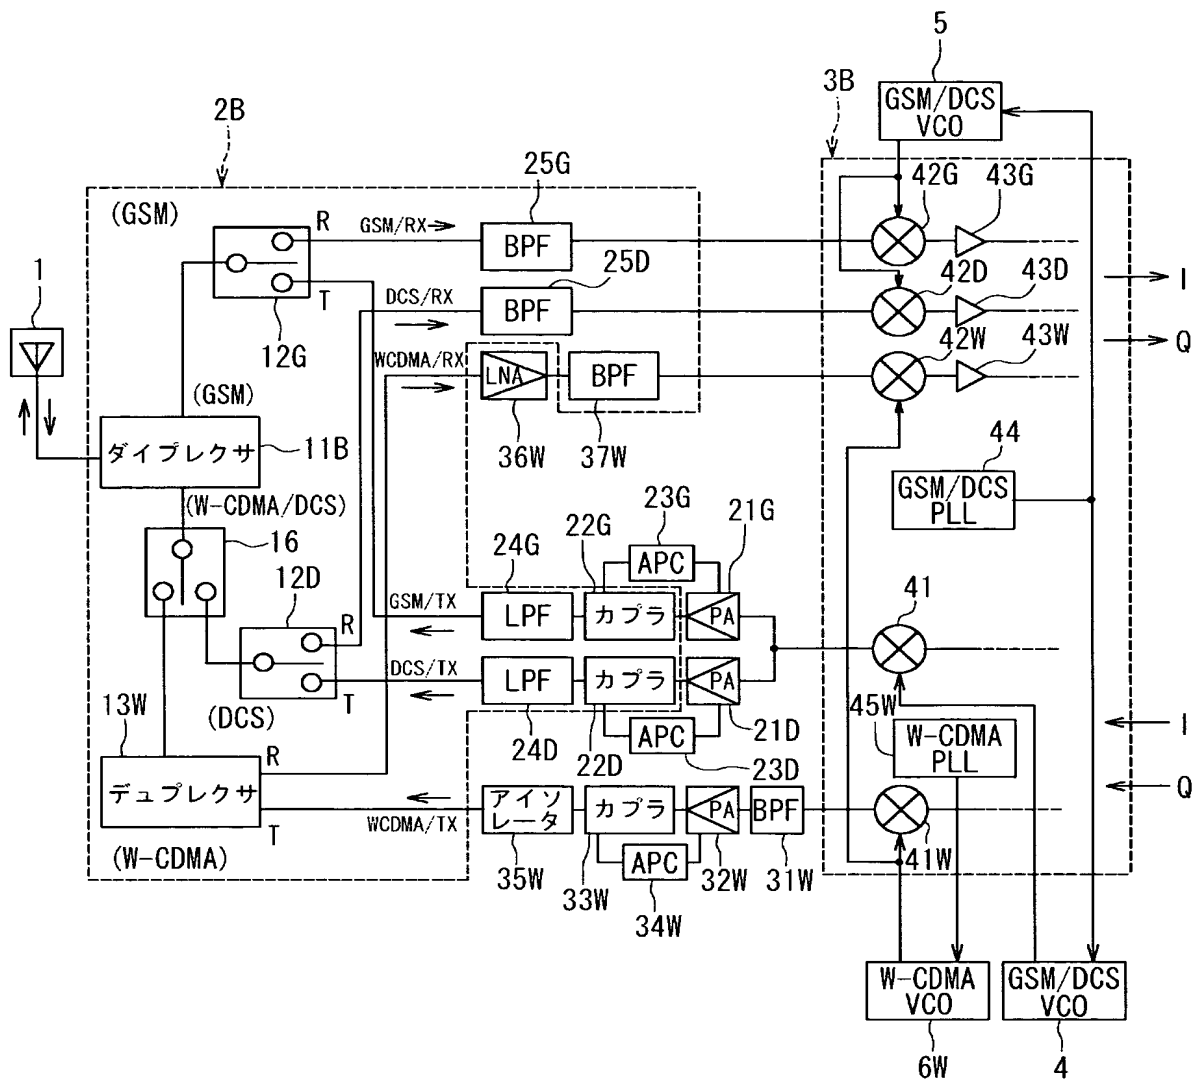 5
GSM/DCS
VCO
3B
2B
25G
42G
43G
(GSM)
R
GSM/RX
BPF
T
12G
25D
DCS/RX
BPF
42D
43D
I
1
WCDMA/RX
LNA
BPF
42W
43W
Q
(GSM)
ダイプレクサ
11B
36W
37W
44
GSM/DCS
PLL
(W-CDMA/DCS)
16
23G
24G
22G
APC
21G
12D
GSM/TX
LPF
カプラ
PA
41
R
DCS/TX
LPF
カプラ
PA
T
(DCS)
13W
24D
22D
APC
23D
21D
45W
W-CDMA
PLL
I
R
デュプレクサ
T
WCDMA/TX
アイソ
レータ
カプラ
PA
BPF
Q
(W-CDMA)
35W
33W
APC
34W
32W
31W
41W
W-CDMA
VCO
GSM/DCS
VCO
6W
4